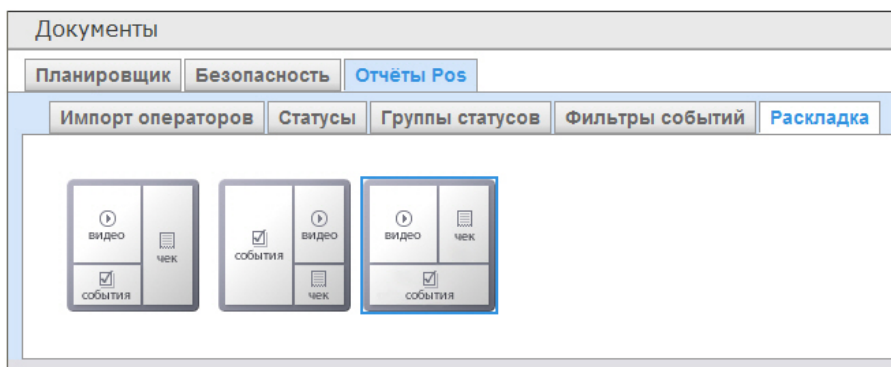 Документы
Планировщик Безопасность Отчёты Pos
Импорт операторов Статусы Группы статусов Фильтры событий Раскладка
видео чек события
события видео чек
видео чек события